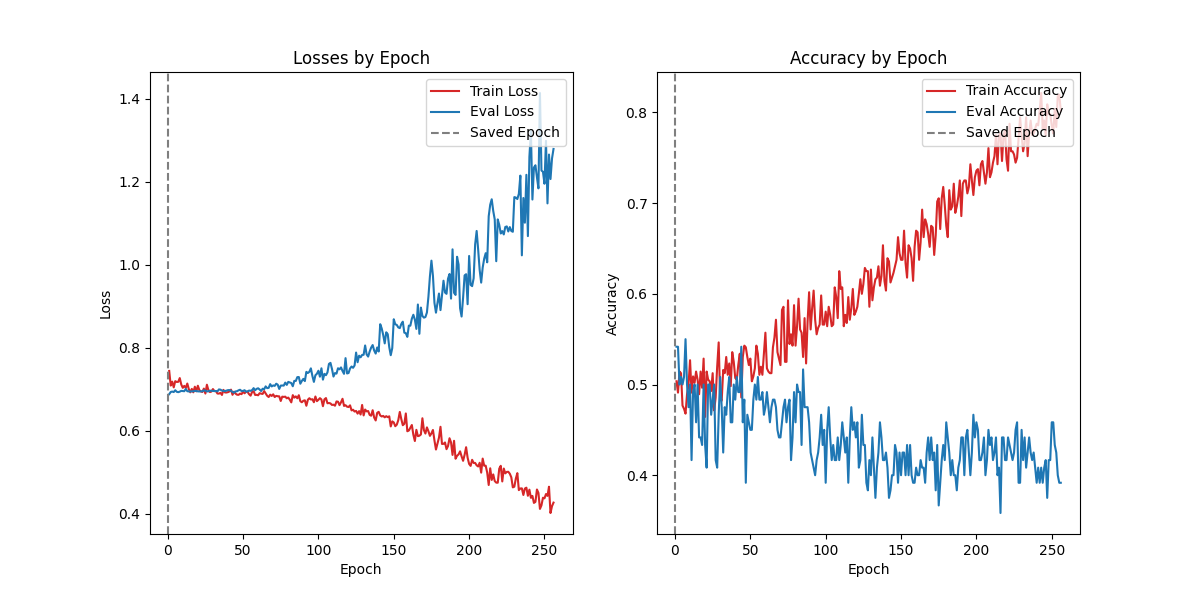 Losses by Epoch
Train Loss
Eval Loss
Saved Epoch
1.4
1.2
1.0
0.8
0.6
0.4
Loss
0
50
100
150
200
250
Epoch
Accuracy by Epoch
Train Accuracy
Eval Accuracy
Saved Epoch
0.8
0.7
0.6
0.5
0.4
Accuracy
0
50
100
150
200
250
Epoch